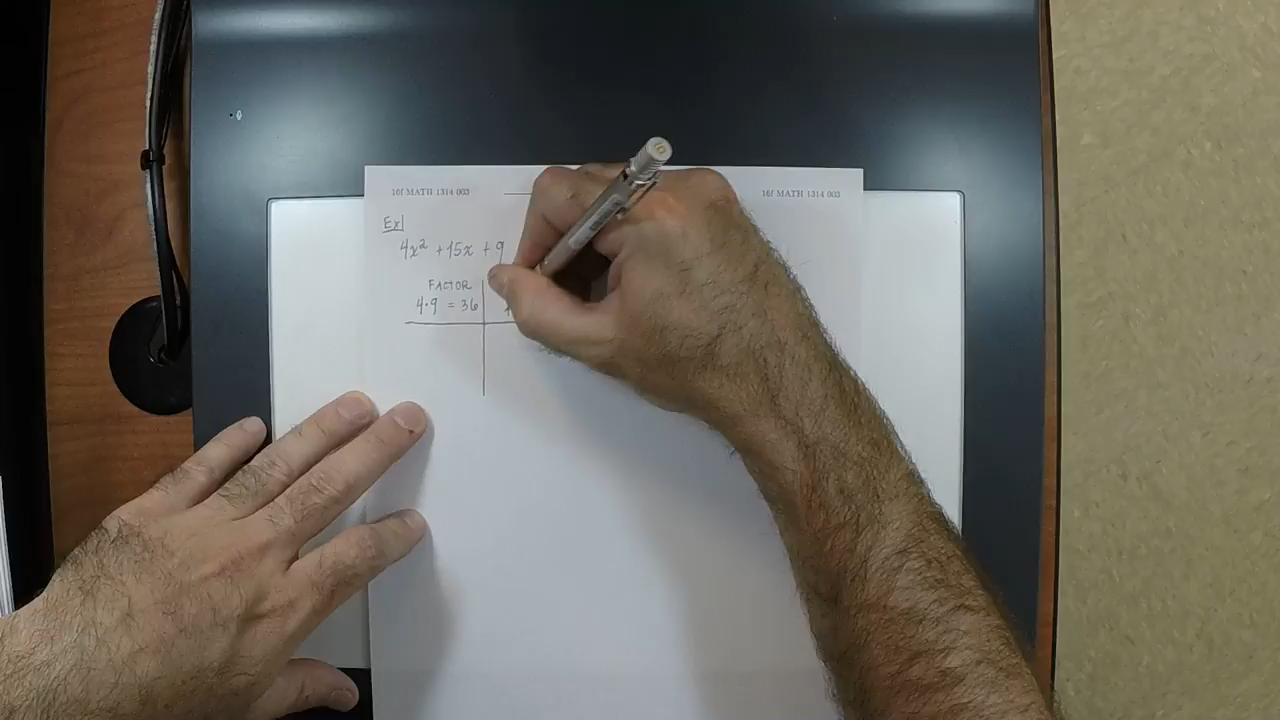 16f MATH 1314 003 16f MATH 1314 003
Ex
4x² + 15x + 9
FACTOR
4·9 = 36